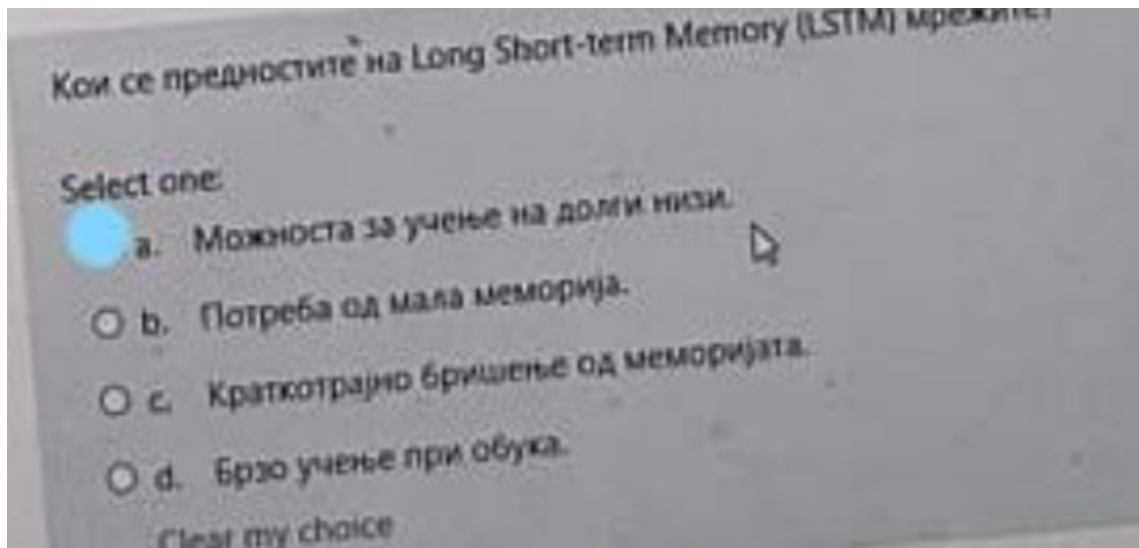 Кои се предностите на Long Short-term Memory (LSTM) мрежите?
Select one:
a. Можноста за учење на долги низи.
b. Потреба од мала меморија.
c. Краткотрајно бришење од меморијата.
d. Брзо учење при обука.
Clear my choice